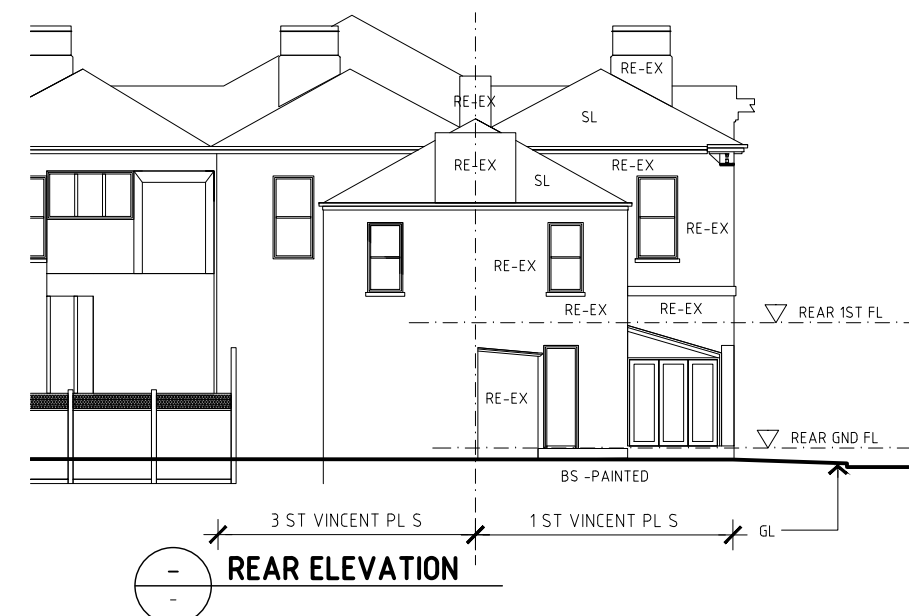 RE-EX
RE-EX
SL
RE-EX
RE-EX
SL
RE-EX
RE-EX
RE-EX
RE-EX
REAR 1ST FL
RE-EX
REAR GND FL
BS -PAINTED
3 ST VINCENT PL S
1 ST VINCENT PL S
GL
REAR ELEVATION
-
-